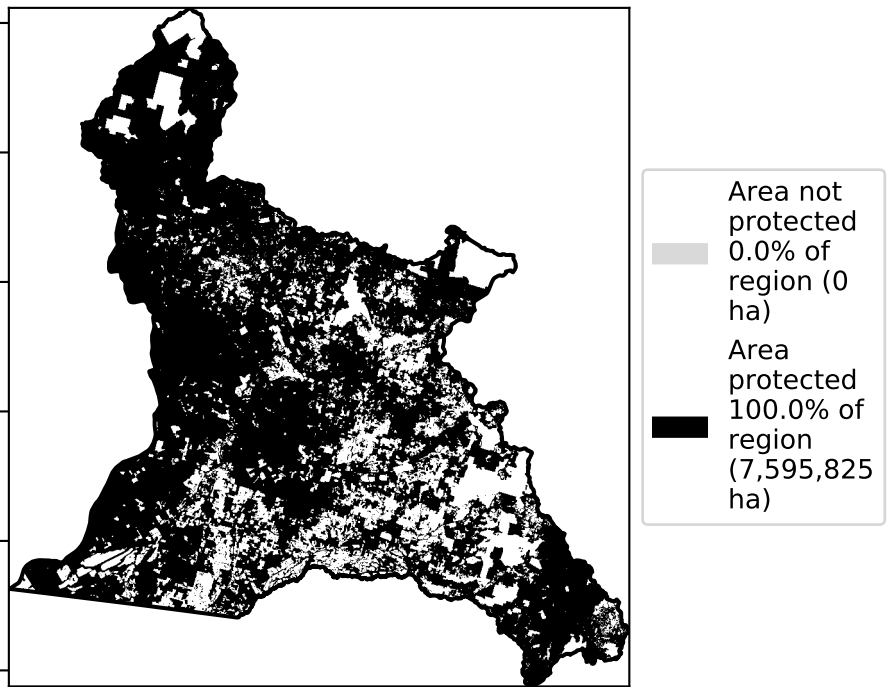 Area not
protected
0.0% of
region (0
ha)
Area
protected
100.0% of
region
(7,595,825
ha)